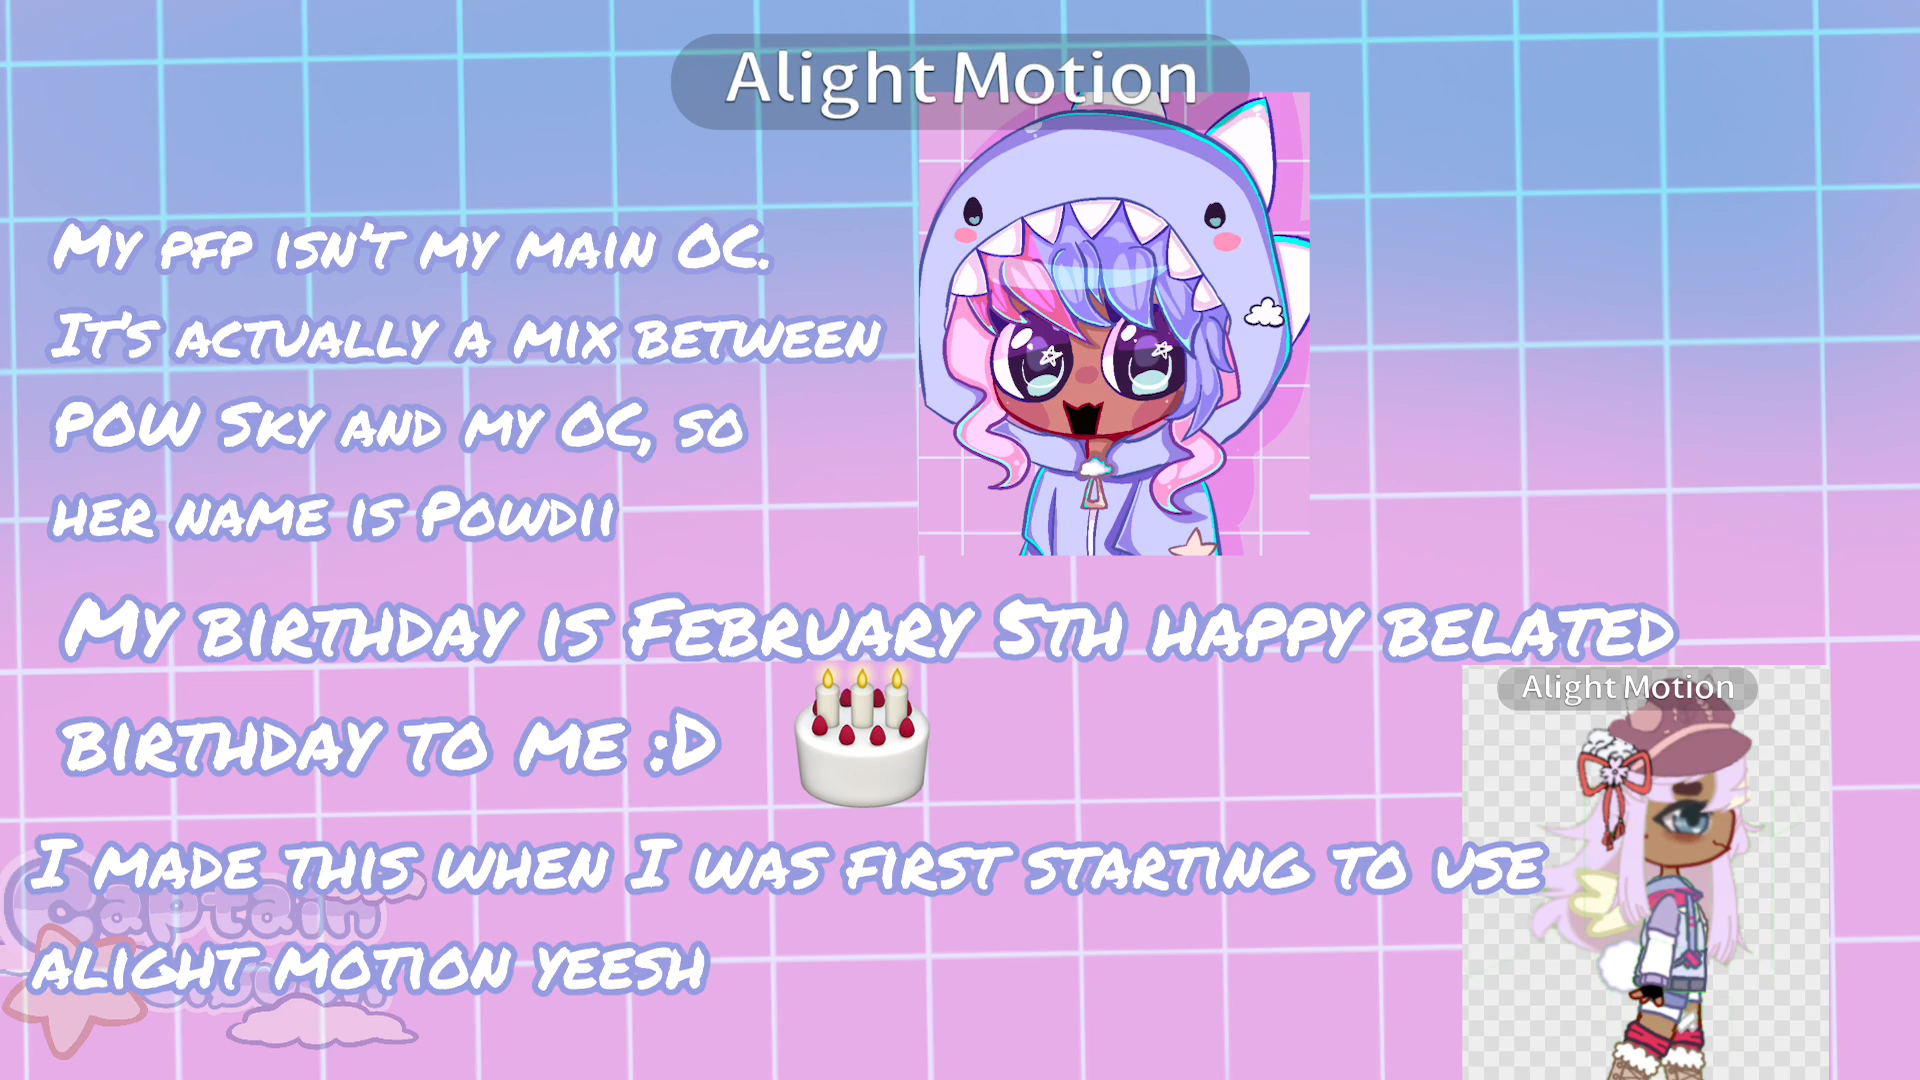 Alight Motion
My pfp isn't my main OC.
It's actually a mix between
POW Sky and my OC, so
her name is Powdii
My birthday is February 5th happy belated
birthday to me :D
Alight Motion
I made this when I was first starting to use
alight motion yeesh
Captain